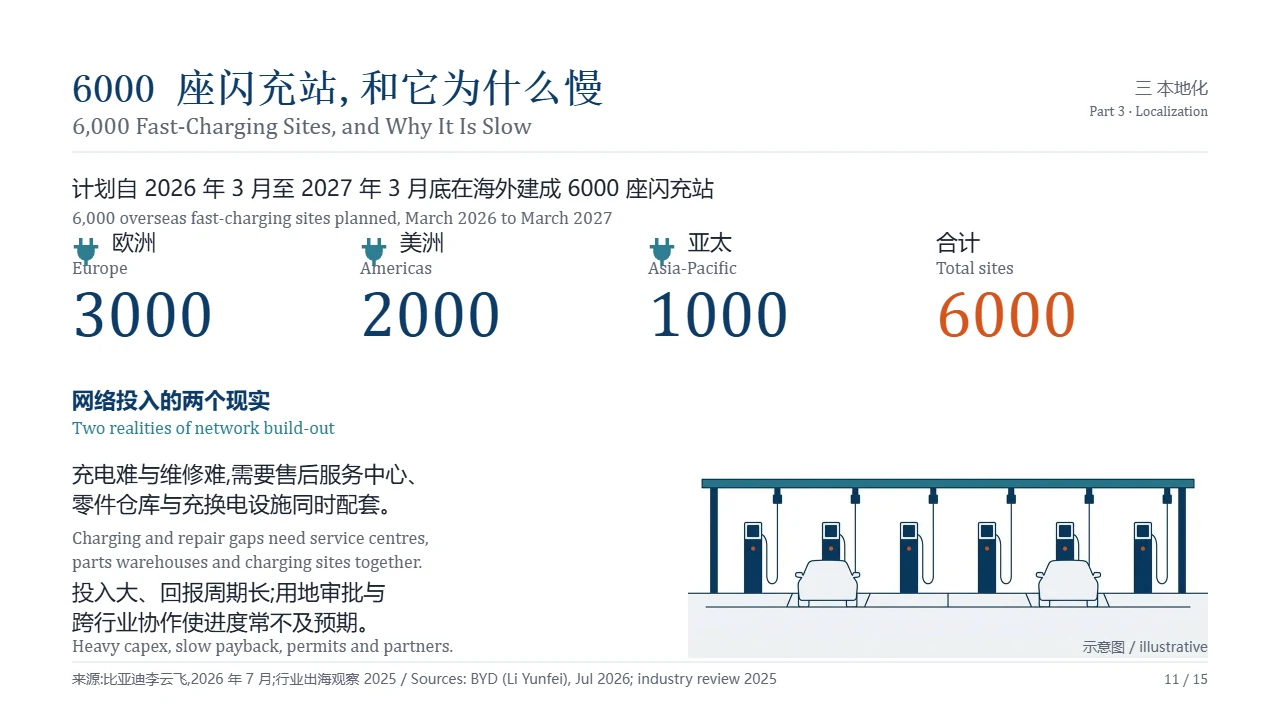 6000 座闪充站,和它为什么慢
6,000 Fast-Charging Sites, and Why It Is Slow
三 本地化
Part 3 · Localization
计划自 2026 年 3 月至 2027 年 3 月底在海外建成 6000 座闪充站
6,000 overseas fast-charging sites planned, March 2026 to March 2027
欧洲
Europe
3000
美洲
Americas
2000
亚太
Asia-Pacific
1000
合计
Total sites
6000
网络投入的两个现实
Two realities of network build-out
充电难与维修难,需要售后服务中心、
零件仓库与充换电设施同时配套。
Charging and repair gaps need service centres,
parts warehouses and charging sites together.
投入大、回报周期长;用地审批与
跨行业协作使进度常不及预期。
Heavy capex, slow payback, permits and partners.
示意图 / illustrative
来源:比亚迪李云飞,2026 年 7 月;行业出海观察 2025 / Sources: BYD (Li Yunfei), Jul 2026; industry review 2025
11 / 15